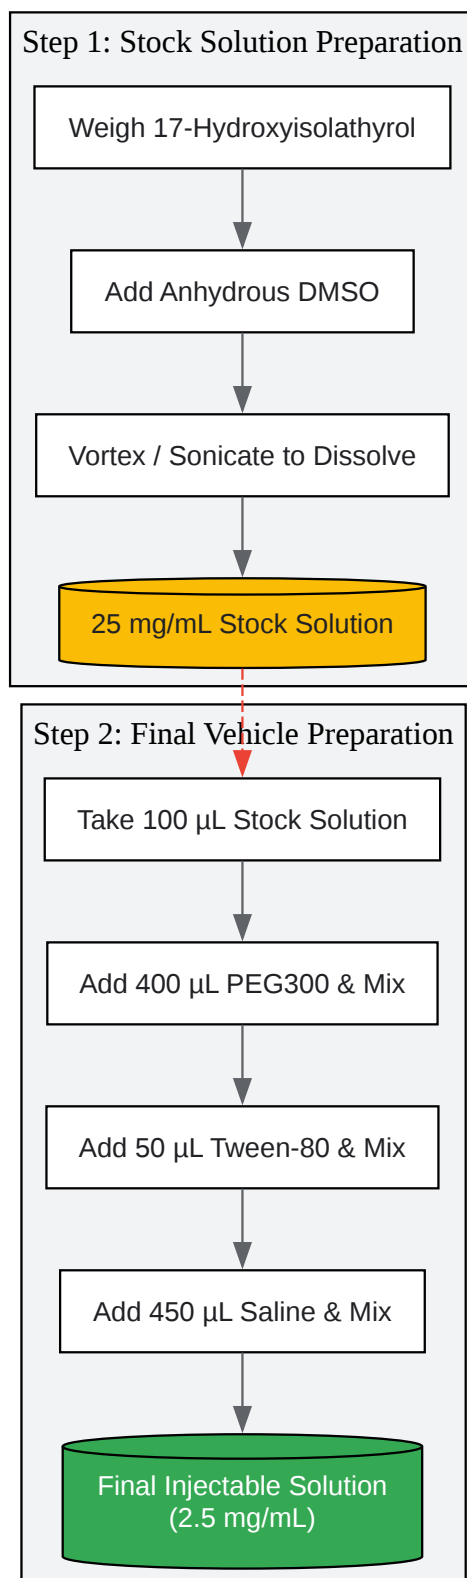 Step 1: Stock Solution Preparation
Weigh 17-Hydroxyisolathyrol
Add Anhydrous DMSO
Vortex / Sonicate to Dissolve
25 mg/mL Stock Solution
Step 2: Final Vehicle Preparation
Take 100 µL Stock Solution
Add 400 µL PEG300 & Mix
Add 50 µL Tween-80 & Mix
Add 450 µL Saline & Mix
Final Injectable Solution
(2.5 mg/mL)